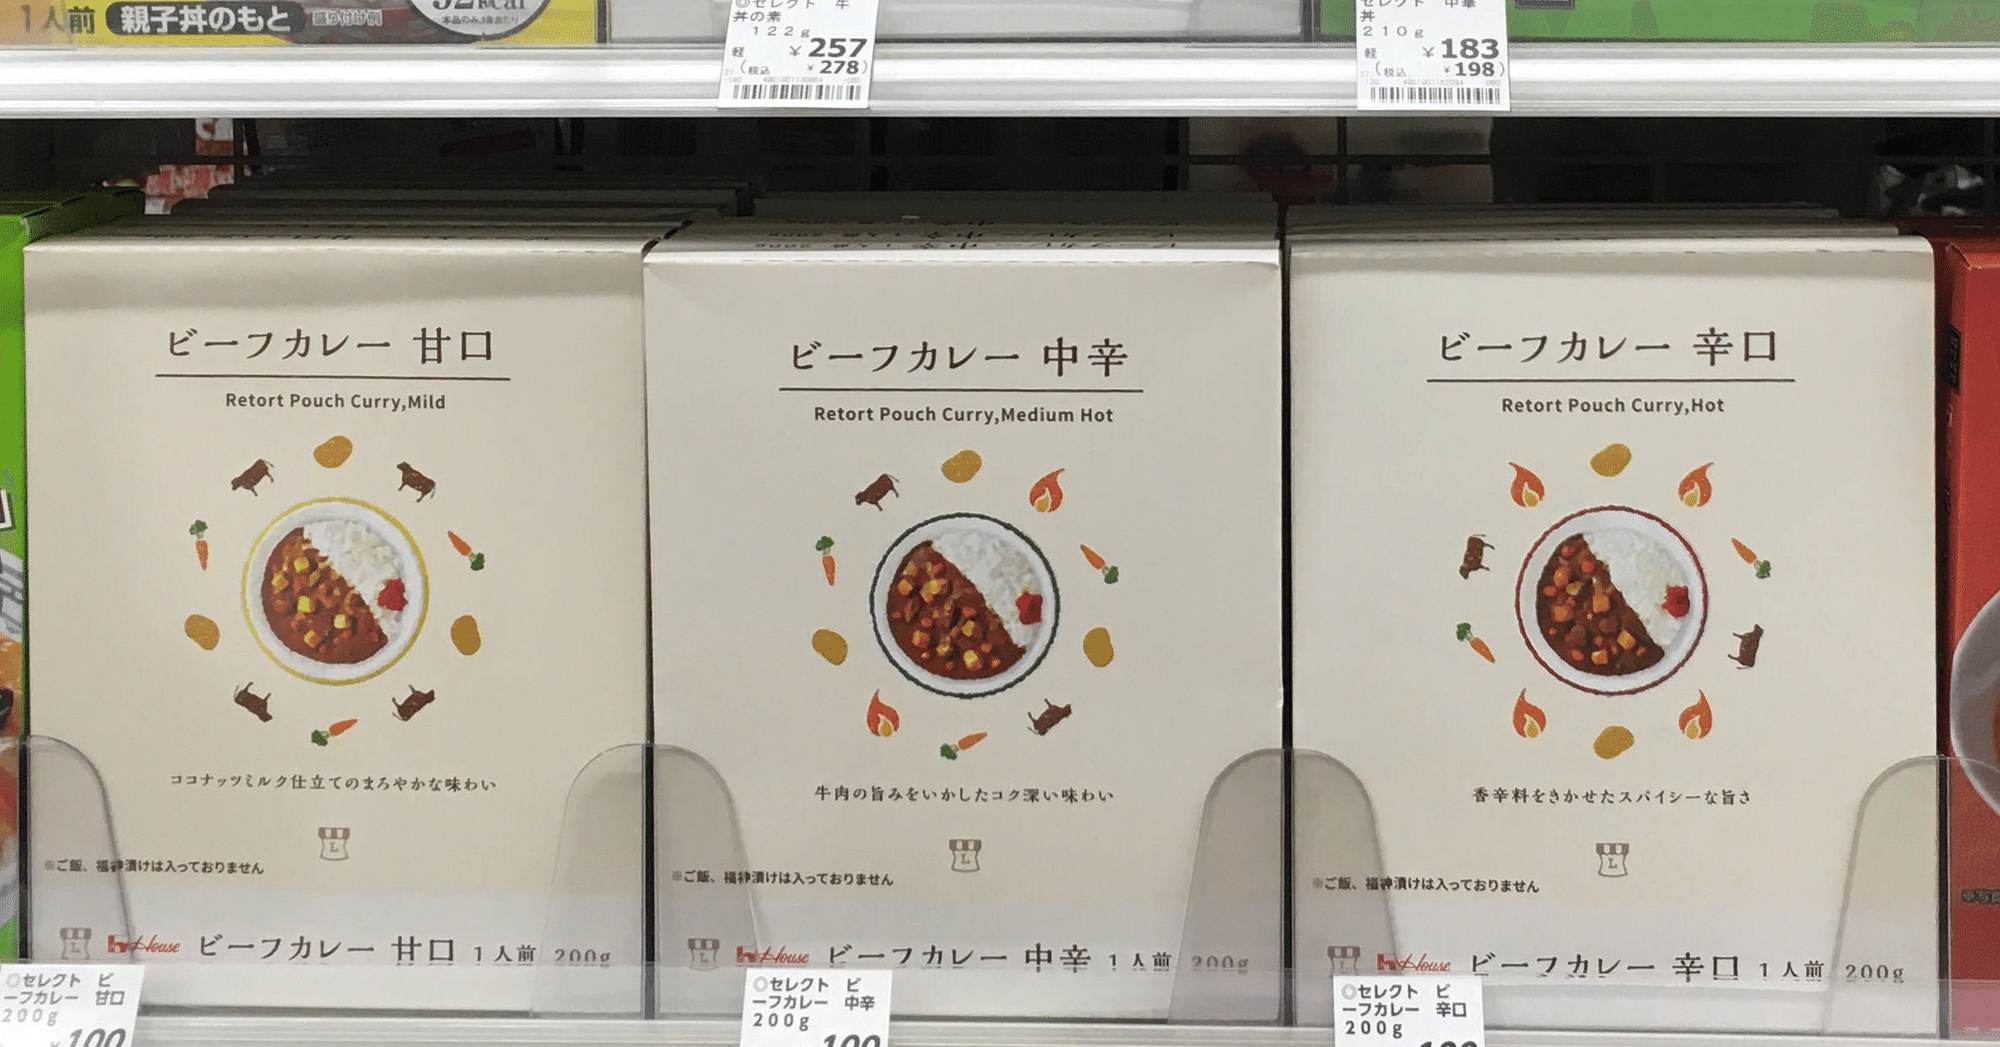 1人前 親子丼のもと 盛り付け例
52kcal
◎セレクト 牛
丼の素
122g
軽 ¥257
(税込 ¥278)
セレクト 中華
丼
210g
軽 ¥183
(税込 ¥198)
ビーフカレー 甘口
Retort Pouch Curry,Mild
ココナッツミルク仕立てのまろやかな味わい
L
※ご飯、福神漬けは入っておりません
L House ビーフカレー 甘口 1人前 200g
◎セレクト ビ
ーフカレー 甘口
200g
¥100
ビーフカレー 中辛
Retort Pouch Curry,Medium Hot
牛肉の旨みをいかしたコク深い味わい
L
※ご飯、福神漬けは入っておりません
L House ビーフカレー 中辛 1人前 200g
◎セレクト ビ
ーフカレー 中辛
200g
100
ビーフカレー 辛口
Retort Pouch Curry,Hot
香辛料をきかせたスパイシーな旨さ
L
※ご飯、福神漬けは入っておりません
House ビーフカレー 辛口 1人前 200g
◎セレクト ビ
ーフカレー 辛口
200g